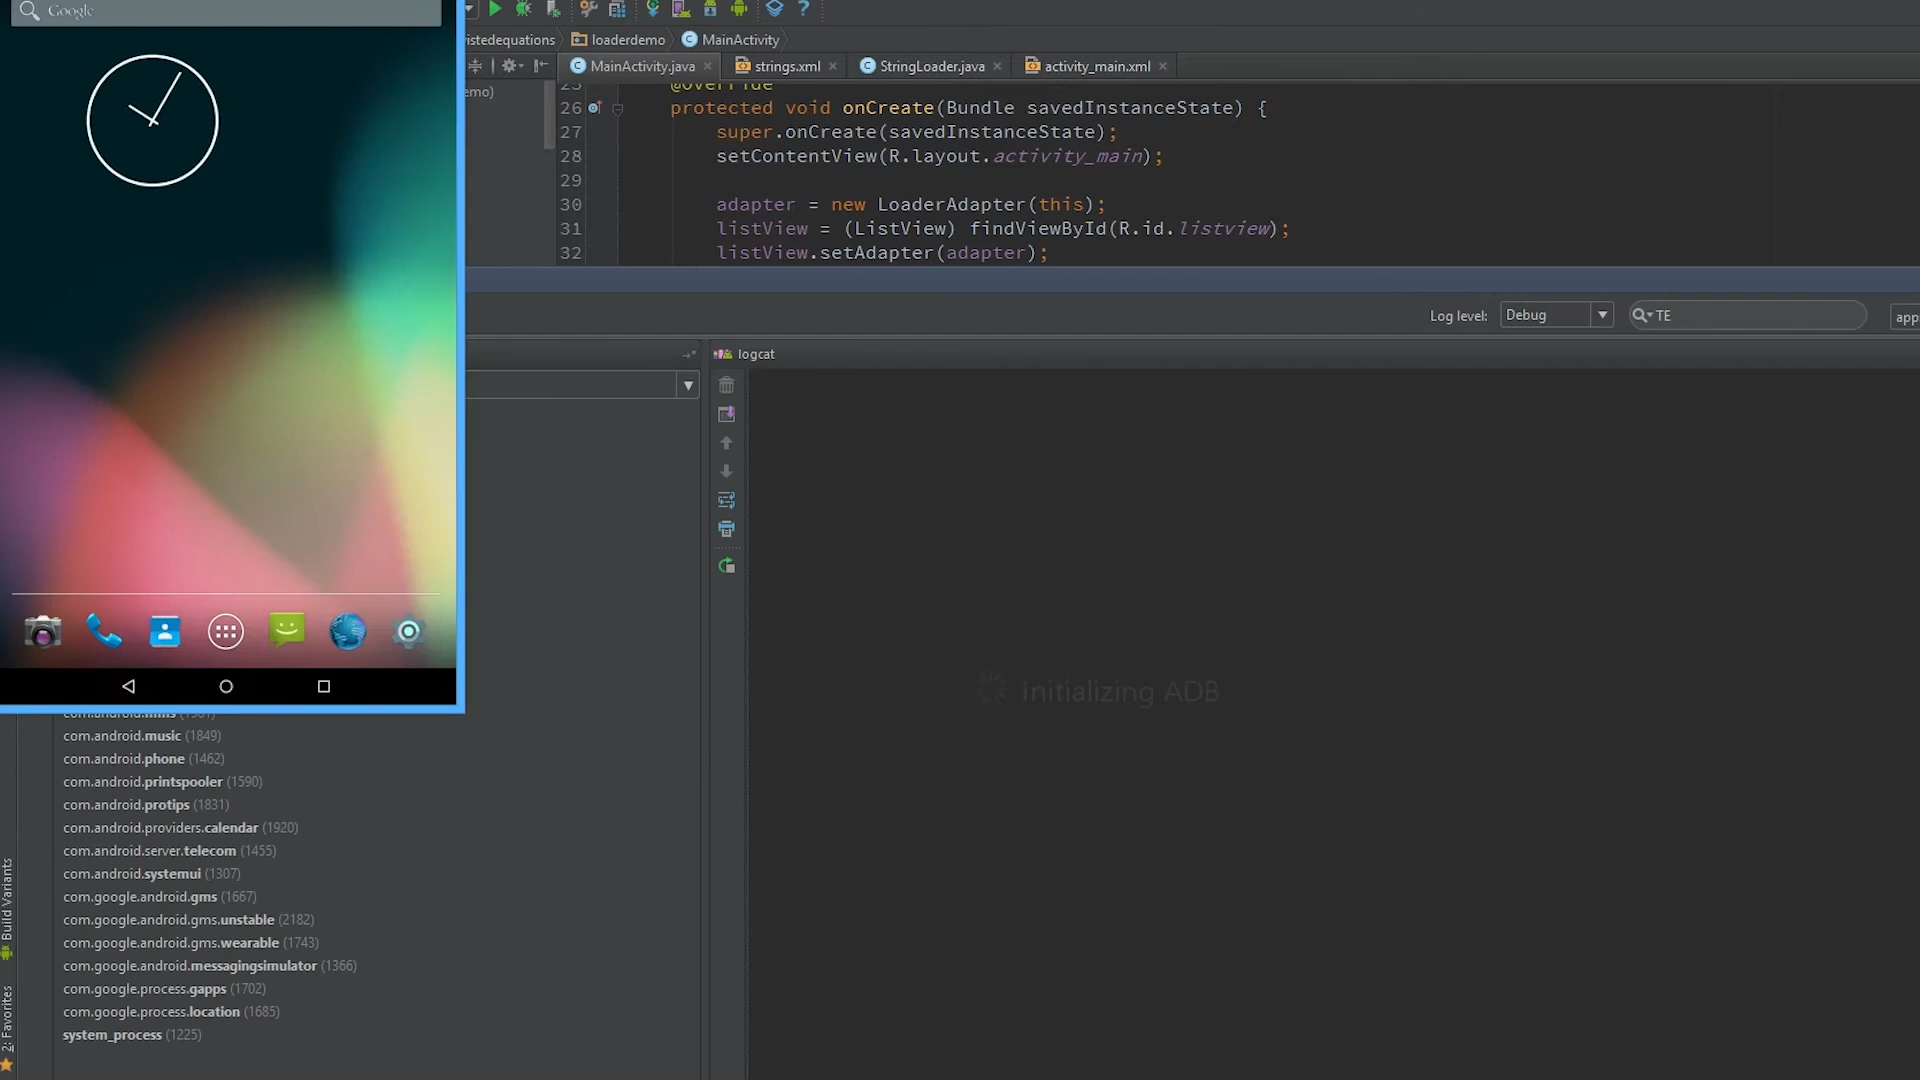 Google
istedequations
loaderdemo
MainActivity
MainActivity.java
strings.xml
StringLoader.java
activity_main.xml
emo)
25 @Override
26 protected void onCreate(Bundle savedInstanceState) {
27 super.onCreate(savedInstanceState);
28 setContentView(R.layout.activity_main);
29
30 adapter = new LoaderAdapter(this);
31 listView = (ListView) findViewById(R.id.listview);
32 listView.setAdapter(adapter);
Log level: Debug TE app
logcat
Initializing ADB
com.android.mms (1901)
com.android.music (1849)
com.android.phone (1462)
com.android.printspooler (1590)
com.android.protips (1831)
com.android.providers.calendar (1920)
com.android.server.telecom (1455)
com.android.systemui (1307)
com.google.android.gms (1667)
com.google.android.gms.unstable (2182)
com.google.android.gms.wearable (1743)
com.google.android.messagingsimulator (1366)
com.google.process.gapps (1702)
com.google.process.location (1685)
system_process (1225)
Build Variants
2: Favorites